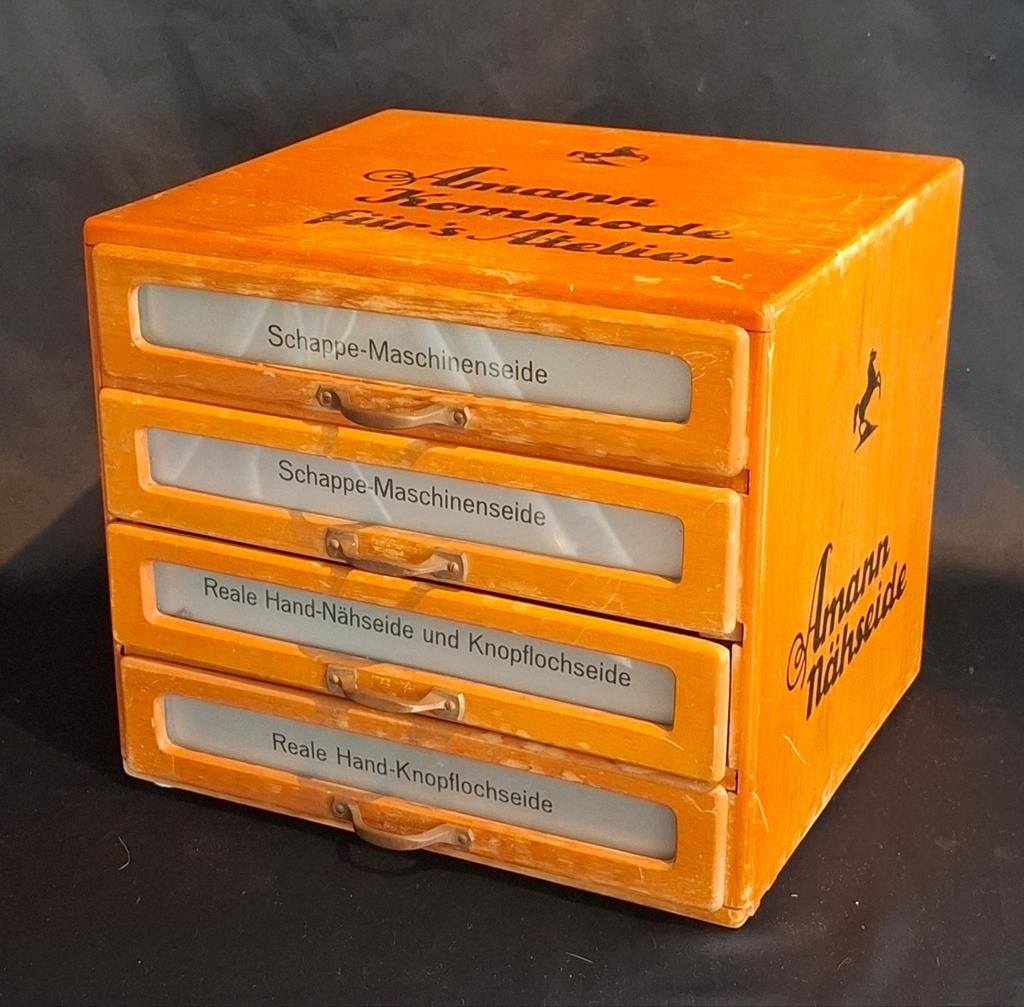 Amann
Kommode
für's Atelier
Schappe-Maschinenseide
Schappe-Maschinenseide
Reale Hand-Nähseide und Knopflochseide
Reale Hand-Knopflochseide
Amann
Nähseide